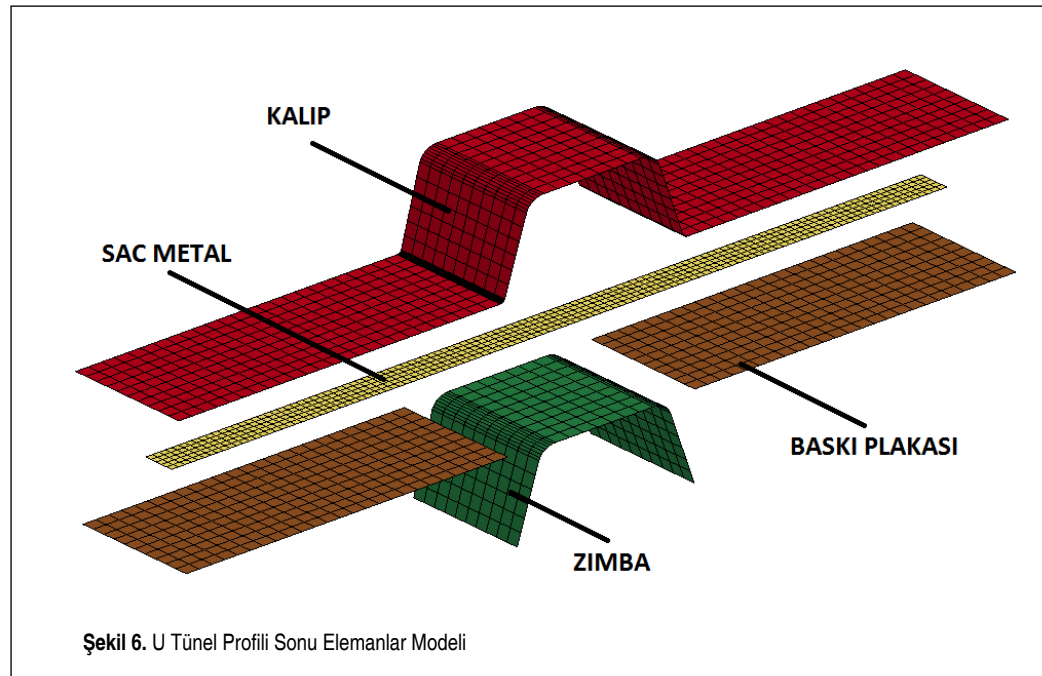 KALIP
SAC METAL
BASKI PLAKASI
ZIMBA
Şekil 6. U Tünel Profili Sonu Elemanlar Modeli